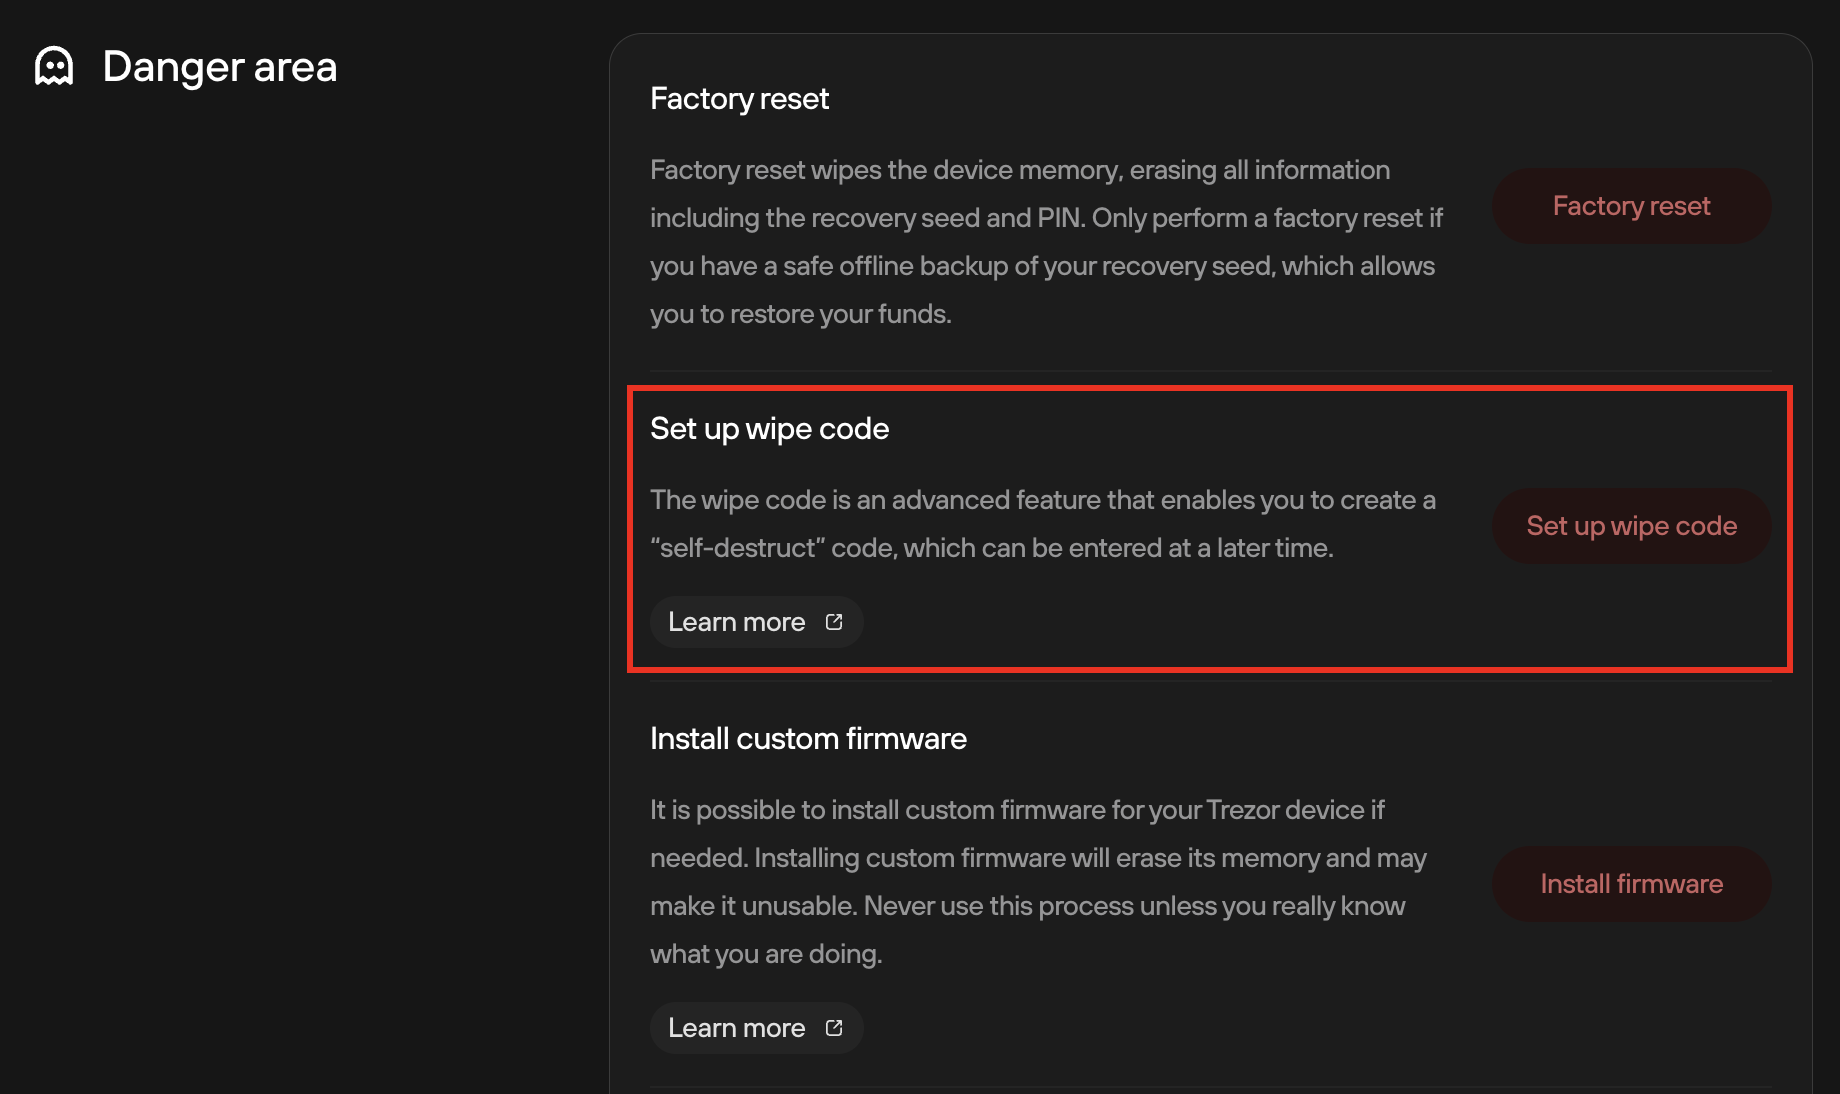 Danger area
Factory reset
Factory reset wipes the device memory, erasing all information
including the recovery seed and PIN. Only perform a factory reset if
you have a safe offline backup of your recovery seed, which allows
you to restore your funds.
Factory reset
Set up wipe code
The wipe code is an advanced feature that enables you to create a
“self-destruct” code, which can be entered at a later time.
Set up wipe code
Learn more
Install custom firmware
It is possible to install custom firmware for your Trezor device if
needed. Installing custom firmware will erase its memory and may
make it unusable. Never use this process unless you really know
what you are doing.
Install firmware
Learn more